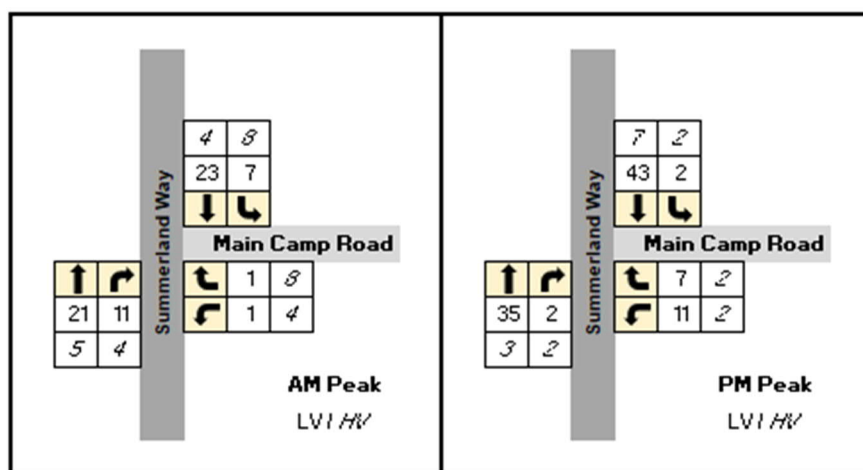 4 8
23 7
Summerland Way
Main Camp Road
1 8
21 11
1 4
5 4
AM Peak
LV/HV
7 2
43 2
Summerland Way
Main Camp Road
7 2
35 2
11 2
3 2
PM Peak
LV/HV